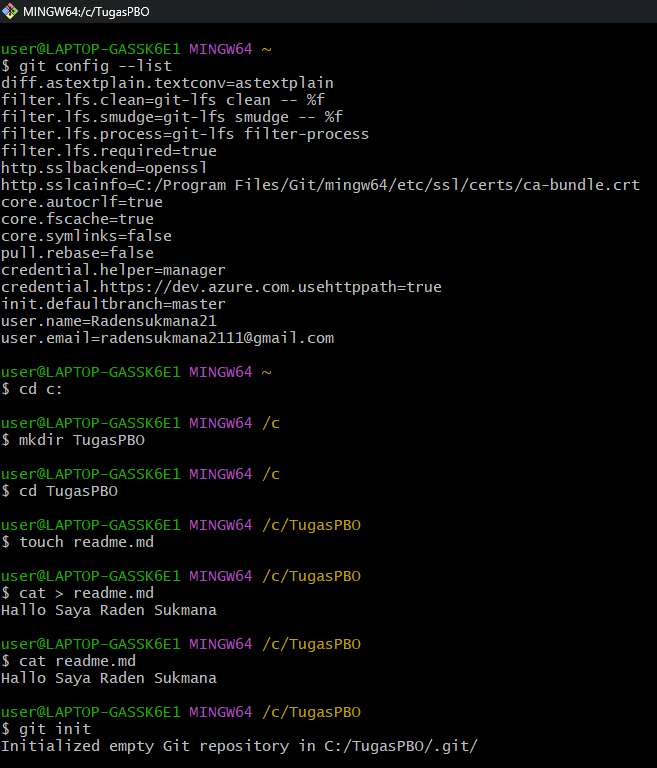 MINGW64:/c/TugasPBO
user@LAPTOP-GASSK6E1 MINGW64 ~
$ git config --list
diff.astextplain.textconv=astextplain
filter.lfs.clean=git-lfs clean -- %f
filter.lfs.smudge=git-lfs smudge -- %f
filter.lfs.process=git-lfs filter-process
filter.lfs.required=true
http.sslbackend=openssl
http.sslcainfo=C:/Program Files/Git/mingw64/etc/ssl/certs/ca-bundle.crt
core.autocrlf=true
core.fscache=true
core.symlinks=false
pull.rebase=false
credential.helper=manager
credential.https://dev.azure.com.usehttppath=true
init.defaultbranch=master
user.name=Radensukmana21
user.email=radensukmana2111@gmail.com
user@LAPTOP-GASSK6E1 MINGW64 ~
$ cd c:
user@LAPTOP-GASSK6E1 MINGW64 /c
$ mkdir TugasPBO
user@LAPTOP-GASSK6E1 MINGW64 /c
$ cd TugasPBO
user@LAPTOP-GASSK6E1 MINGW64 /c/TugasPBO
$ touch readme.md
user@LAPTOP-GASSK6E1 MINGW64 /c/TugasPBO
$ cat > readme.md
Hallo Saya Raden Sukmana
user@LAPTOP-GASSK6E1 MINGW64 /c/TugasPBO
$ cat readme.md
Hallo Saya Raden Sukmana
user@LAPTOP-GASSK6E1 MINGW64 /c/TugasPBO
$ git init
Initialized empty Git repository in C:/TugasPBO/.git/